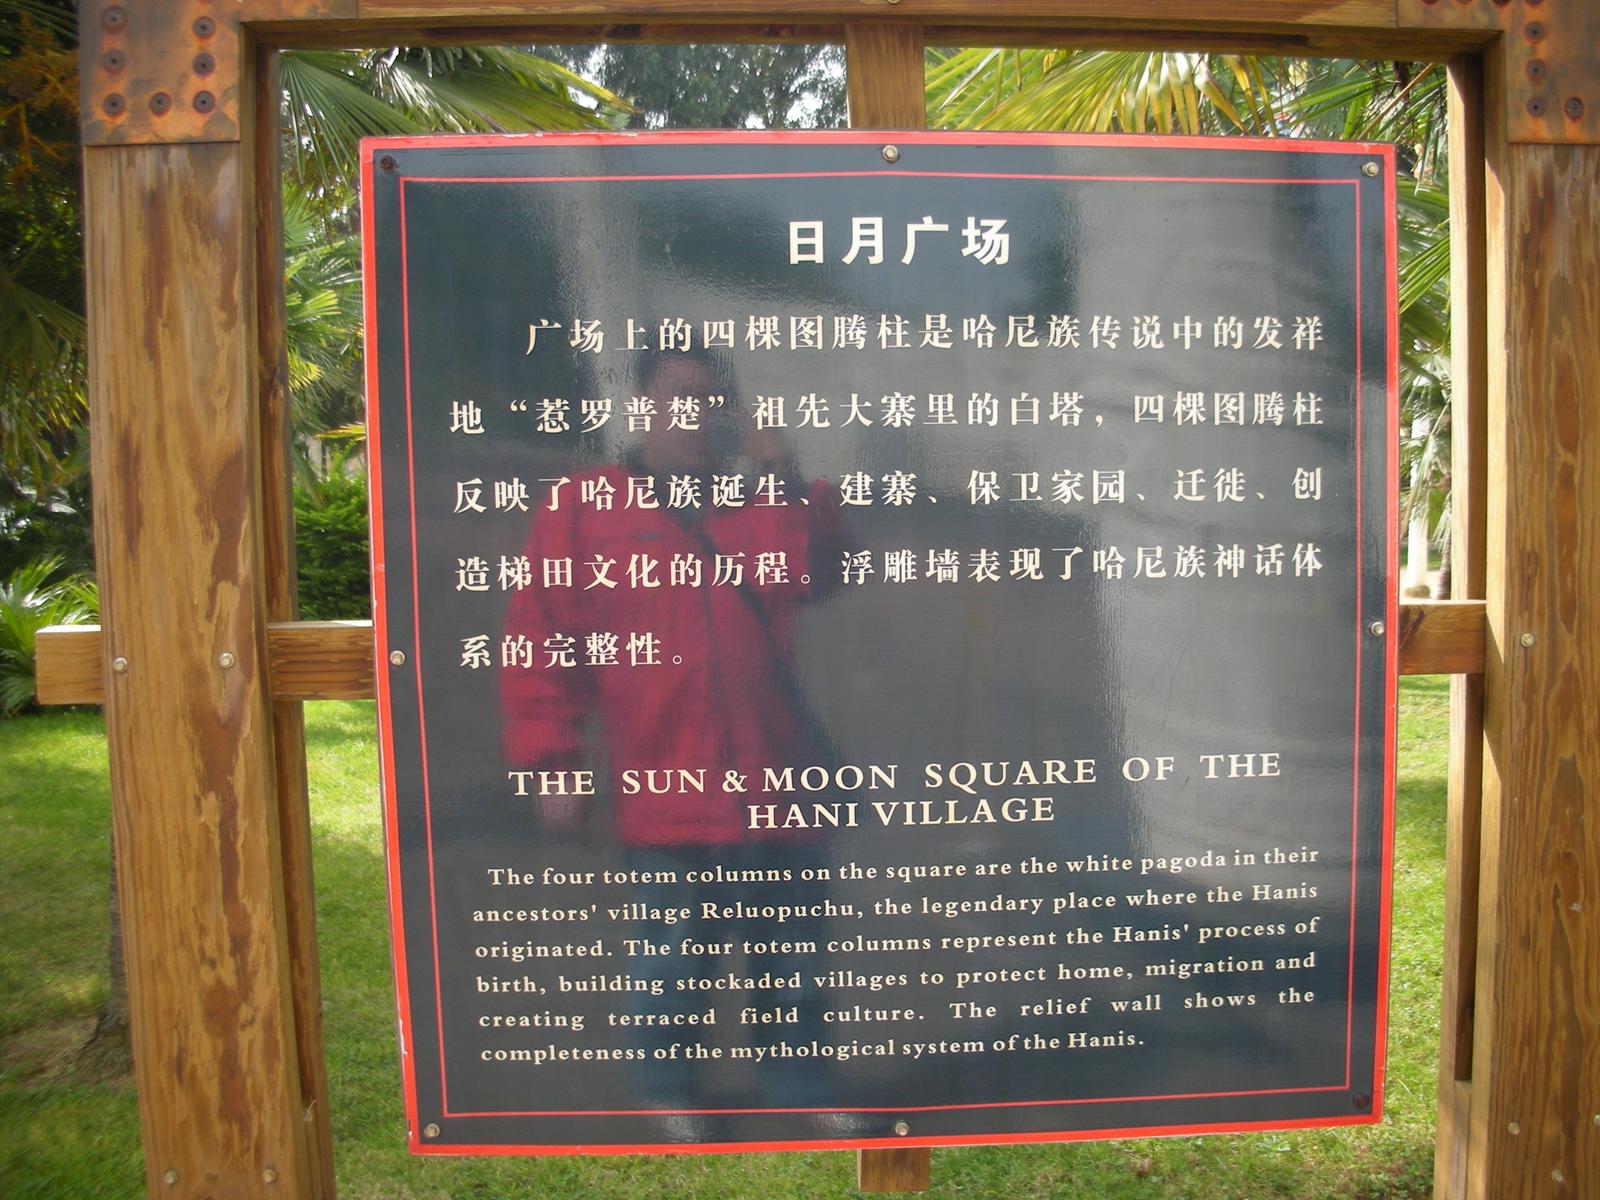 日月广场
广场上的四棵图腾柱是哈尼族传说中的发祥
地“惹罗普楚”祖先大寨里的白塔，四棵图腾柱
反映了哈尼族诞生、建寨、保卫家园、迁徙、创
造梯田文化的历程。浮雕墙表现了哈尼族神话体
系的完整性。
THE SUN & MOON SQUARE OF THE
HANI VILLAGE
The four totem columns on the square are the white pagoda in their
ancestors' village Reluopuchu, the legendary place where the Hanis
originated. The four totem columns represent the Hanis' process of
birth, building stockaded villages to protect home, migration and
creating terraced field culture. The relief wall shows the
completeness of the mythological system of the Hanis.